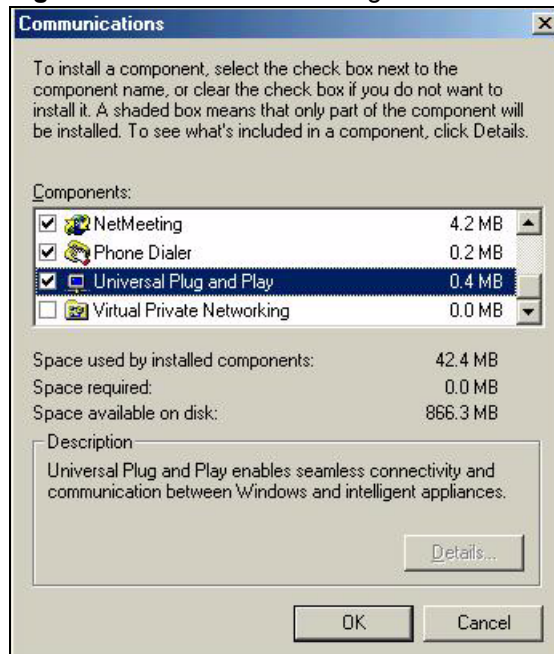 Communications
To install a component, select the check box next to the
component name, or clear the check box if you do not want to
install it. A shaded box means that only part of the component will
be installed. To see what's included in a component, click Details.
Components:
NetMeeting 4.2 MB
Phone Dialer 0.2 MB
Universal Plug and Play 0.4 MB
Virtual Private Networking 0.0 MB
Space used by installed components: 42.4 MB
Space required: 0.0 MB
Space available on disk: 866.3 MB
Description
Universal Plug and Play enables seamless connectivity and
communication between Windows and intelligent appliances.
Details...
OK Cancel